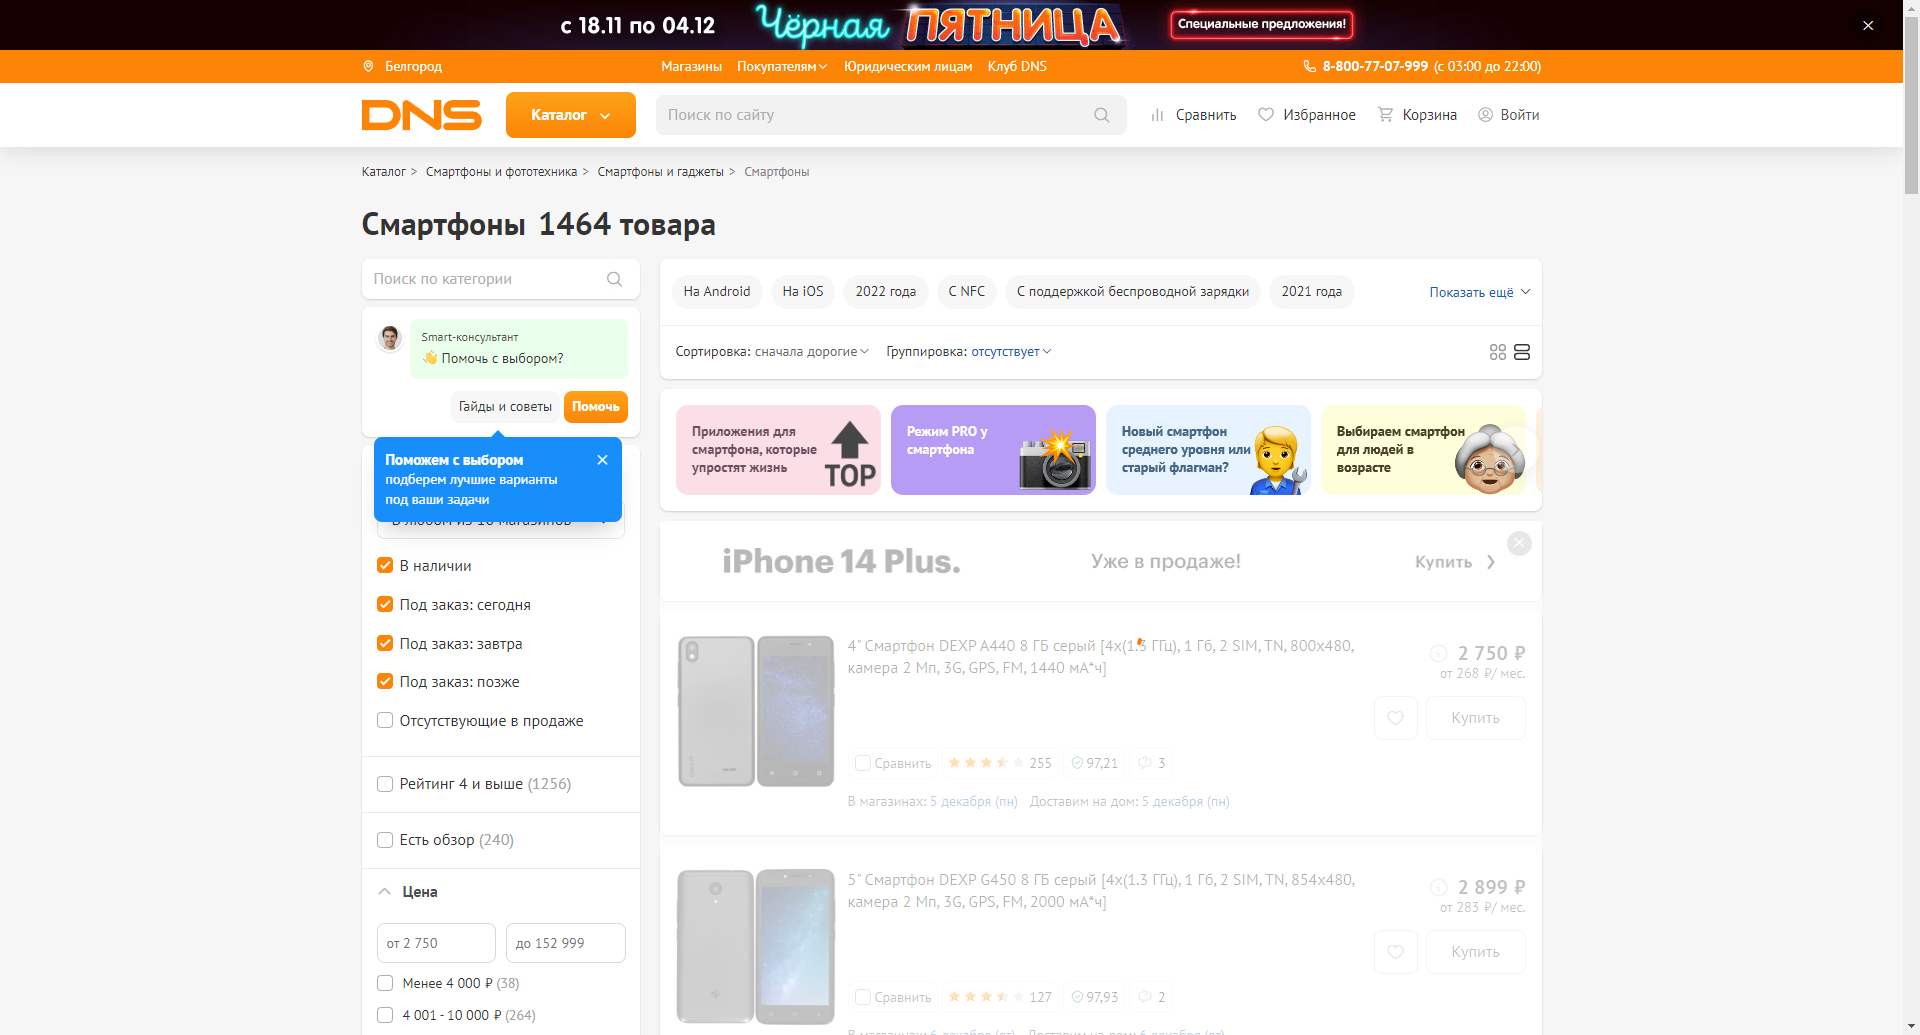 с 18.11 по 04.12 Чёрная ПЯТНИЦА Специальные предложения!
Белгород Магазины Покупателям Юридическим лицам Клуб DNS 8-800-77-07-999 (с 03:00 до 22:00)
DNS Каталог Поиск по сайту Сравнить Избранное Корзина Войти
Каталог > Смартфоны и фототехника > Смартфоны и гаджеты > Смартфоны
Смартфоны 1464 товара
Поиск по категории
Smart-консультант
👋 Помочь с выбором?
Гайды и советы Помочь
Поможем с выбором
подберем лучшие варианты
под ваши задачи
В наличии
Под заказ: сегодня
Под заказ: завтра
Под заказ: позже
Отсутствующие в продаже
Рейтинг 4 и выше (1256)
Есть обзор (240)
Цена
от 2 750 до 152 999
Менее 4 000 ₽ (38)
4 001 - 10 000 ₽ (264)
На Android На iOS 2022 года С NFC С поддержкой беспроводной зарядки 2021 года Показать ещё
Сортировка: сначала дорогие Группировка: отсутствует
Приложения для
смартфона, которые
упростят жизнь
TOP
Режим PRO у
смартфона
Новый смартфон
среднего уровня или
старый флагман?
Выбираем смартфон
для людей в
возрасте
iPhone 14 Plus. Уже в продаже! Купить
4" Смартфон DEXP A440 8 ГБ серый [4x(1.3 ГГц), 1 Гб, 2 SIM, TN, 800x480,
камера 2 Мп, 3G, GPS, FM, 1440 мА*ч]
2 750 ₽
от 268 ₽/ мес.
Купить
Сравнить 255 97,21 3
В магазинах: 5 декабря (пн) Доставим на дом: 5 декабря (пн)
5" Смартфон DEXP G450 8 ГБ серый [4x(1.3 ГГц), 1 Гб, 2 SIM, TN, 854x480,
камера 2 Мп, 3G, GPS, FM, 2000 мА*ч]
2 899 ₽
от 283 ₽/ мес.
Купить
Сравнить 127 97,93 2